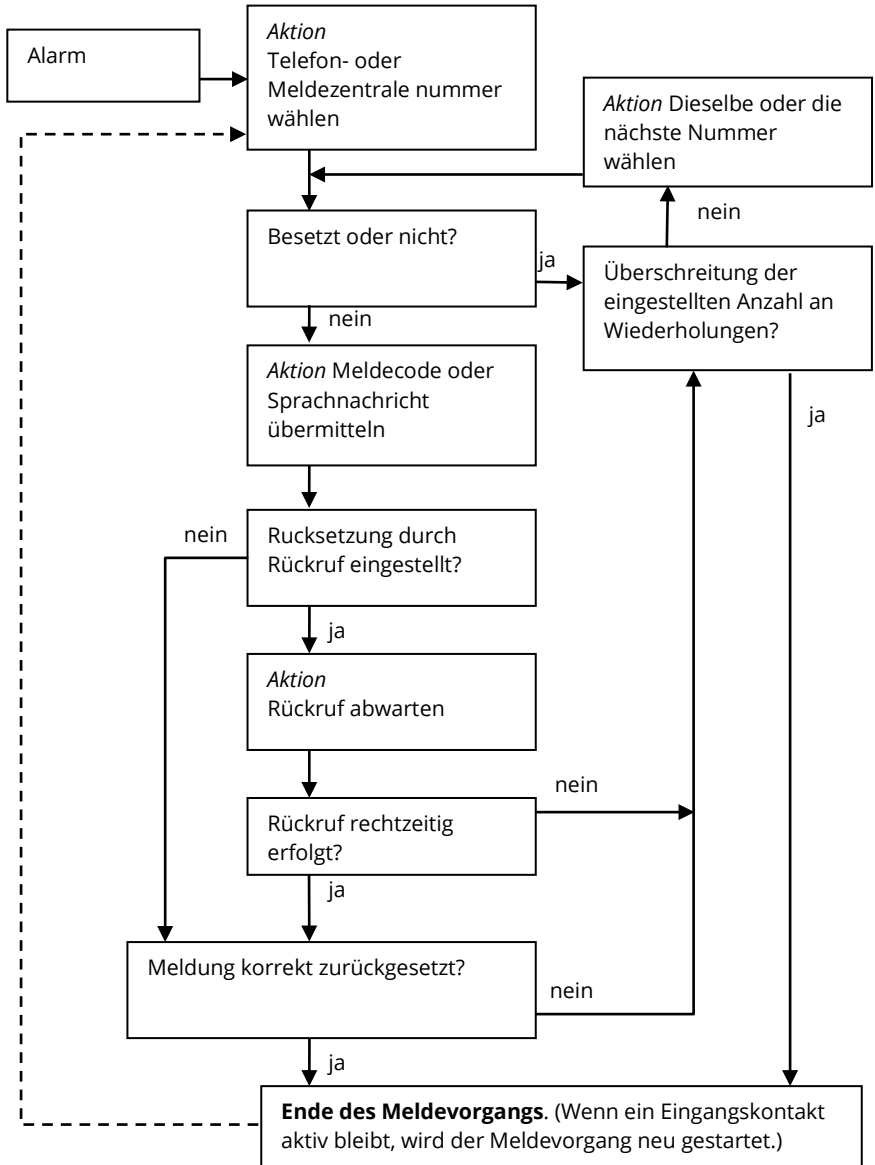 Alarm
Aktion
Telefon- oder
Meldezentrale nummer
wählen
Aktion Dieselbe oder die
nächste Nummer
wählen
nein
Besetzt oder nicht?
ja
Überschreitung der
eingestellten Anzahl an
Wiederholungen?
nein
Aktion Meldecode oder
Sprachnachricht
übermitteln
ja
nein
Rucksetzung durch
Rückruf eingestellt?
ja
Aktion
Rückruf abwarten
nein
Rückruf rechtzeitig
erfolgt?
ja
Meldung korrekt zurückgesetzt?
nein
ja
Ende des Meldevorgangs. (Wenn ein Eingangskontakt
aktiv bleibt, wird der Meldevorgang neu gestartet.)